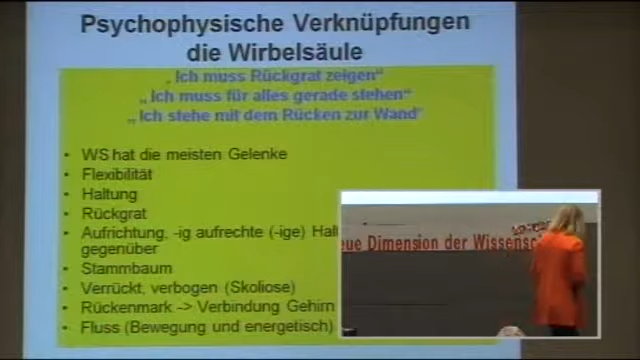 Psychophysische Verknüpfungen
die Wirbelsäule
„Ich muss Rückgrat zeigen“
„Ich muss für alles gerade stehen“
„Ich stehe mit dem Rücken zur Wand“
• WS hat die meisten Gelenke
• Flexibilität
• Haltung
• Rückgrat
• Aufrichtung, -ig aufrechte (-ige) Halt
gegenüber
• Stammbaum
• Verrückt, verbogen (Skoliose)
• Rückenmark -> Verbindung Gehirn
• Fluss (Bewegung und energetisch)
eue Dimension der Wissensc